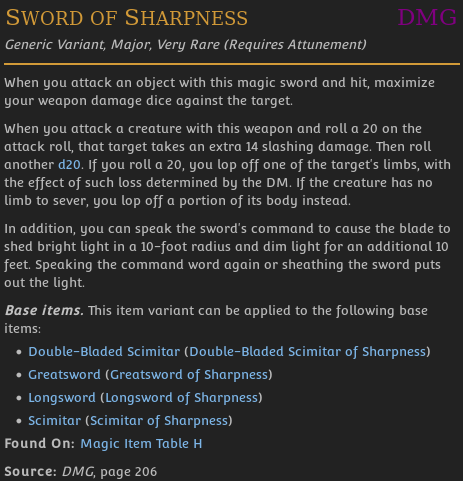 SWORD OF SHARPNESS DMG
Generic Variant, Major, Very Rare (Requires Attunement)
When you attack an object with this magic sword and hit, maximize
your weapon damage dice against the target.
When you attack a creature with this weapon and roll a 20 on the
attack roll, that target takes an extra 14 slashing damage. Then roll
another d20. If you roll a 20, you lop off one of the target's limbs, with
the effect of such loss determined by the DM. If the creature has no
limb to sever, you lop off a portion of its body instead.
In addition, you can speak the sword's command to cause the blade to
shed bright light in a 10-foot radius and dim light for an additional 10
feet. Speaking the command word again or sheathing the sword puts
out the light.
Base items. This item variant can be applied to the following base
items:
• Double-Bladed Scimitar (Double-Bladed Scimitar of Sharpness)
• Greatsword (Greatsword of Sharpness)
• Longsword (Longsword of Sharpness)
• Scimitar (Scimitar of Sharpness)
Found On: Magic Item Table H
Source: DMG, page 206